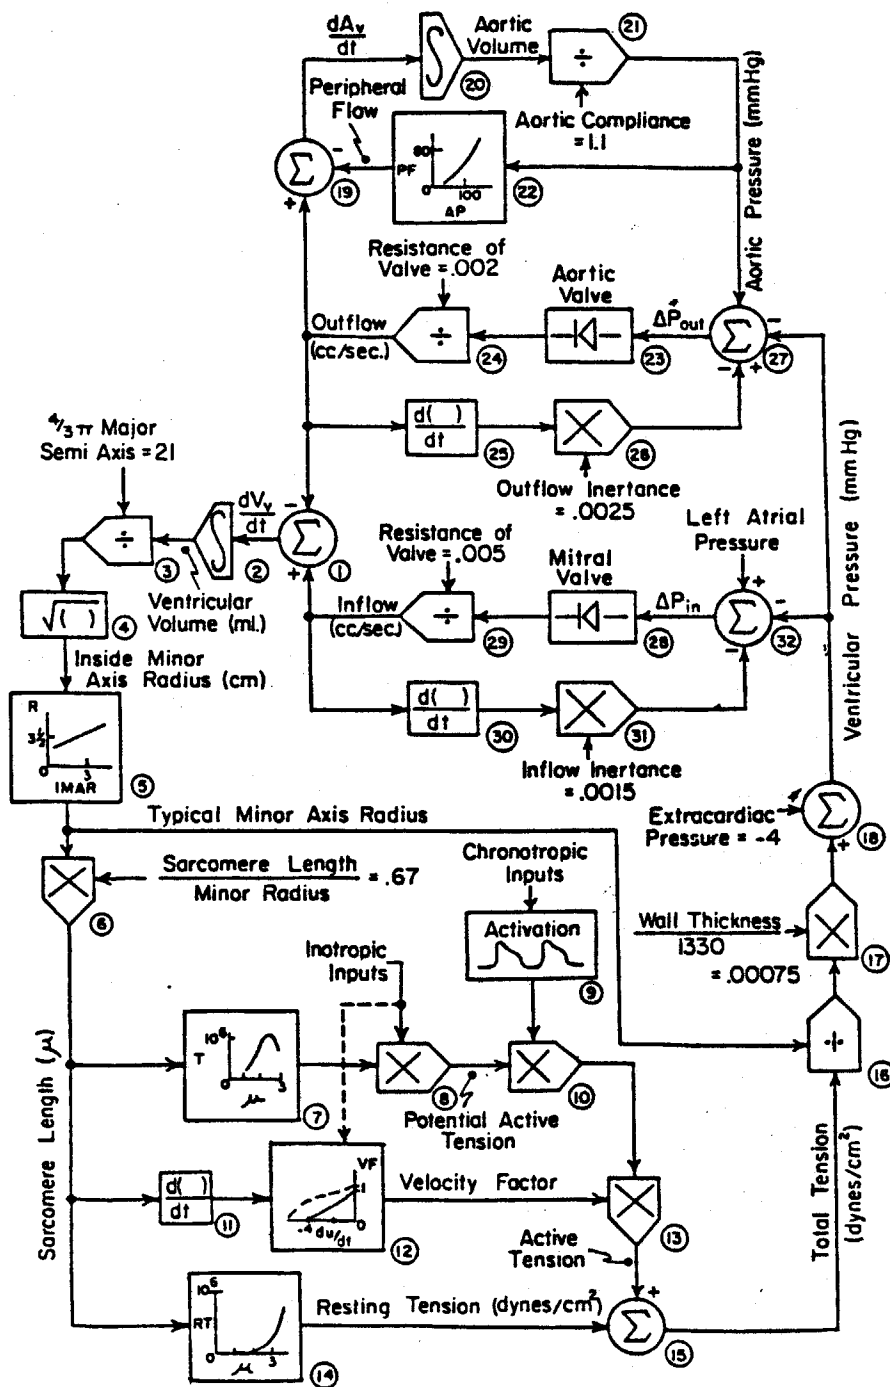 dAv
dt
Aortic
Volume
21
÷
20
Peripheral
Flow
Aortic Compliance
= 1.1
Σ
-
+
19
80
PF
0
100
ΔP
22
Aortic Pressure (mmHg)
Resistance of
Valve = .002
Aortic
Valve
Outflow
(cc/sec.)
÷
24
23
ΔPout
Σ
-
-
+
27
d( )
dt
25
26
Outflow Inertance
= .0025
4/3 π Major
Semi Axis = 21
÷
3
dVv
dt
2
Σ
-
+
1
Ventricular
Volume (ml.)
√( )
4
Inside Minor
Axis Radius (cm)
Resistance of
Valve = .005
Mitral
Valve
Left Atrial
Pressure
Inflow
(cc/sec.)
÷
29
28
ΔPin
Σ
+
-
-
32
d( )
dt
30
31
Inflow Inertance
= .0015
Ventricular Pressure (mm Hg)
R
3½
0
3
IMAR
5
Typical Minor Axis Radius
Extracardiac
Pressure = -4
Σ
+
18
6
Sarcomere Length
Minor Radius
= .67
Chronotropic
Inputs
Activation
9
Wall Thickness
1330
= .00075
17
Inotropic
Inputs
÷
16
10⁶
T
0
3
μ
7
8
10
Potential Active
Tension
Sarcomere Length (μ)
d( )
dt
11
VF
1
0
-.4
du/dt
12
Velocity Factor
13
Active
Tension
Total Tension
(dynes/cm²)
10⁶
RT
0
3
μ
14
Resting Tension (dynes/cm²)
Σ
+
15